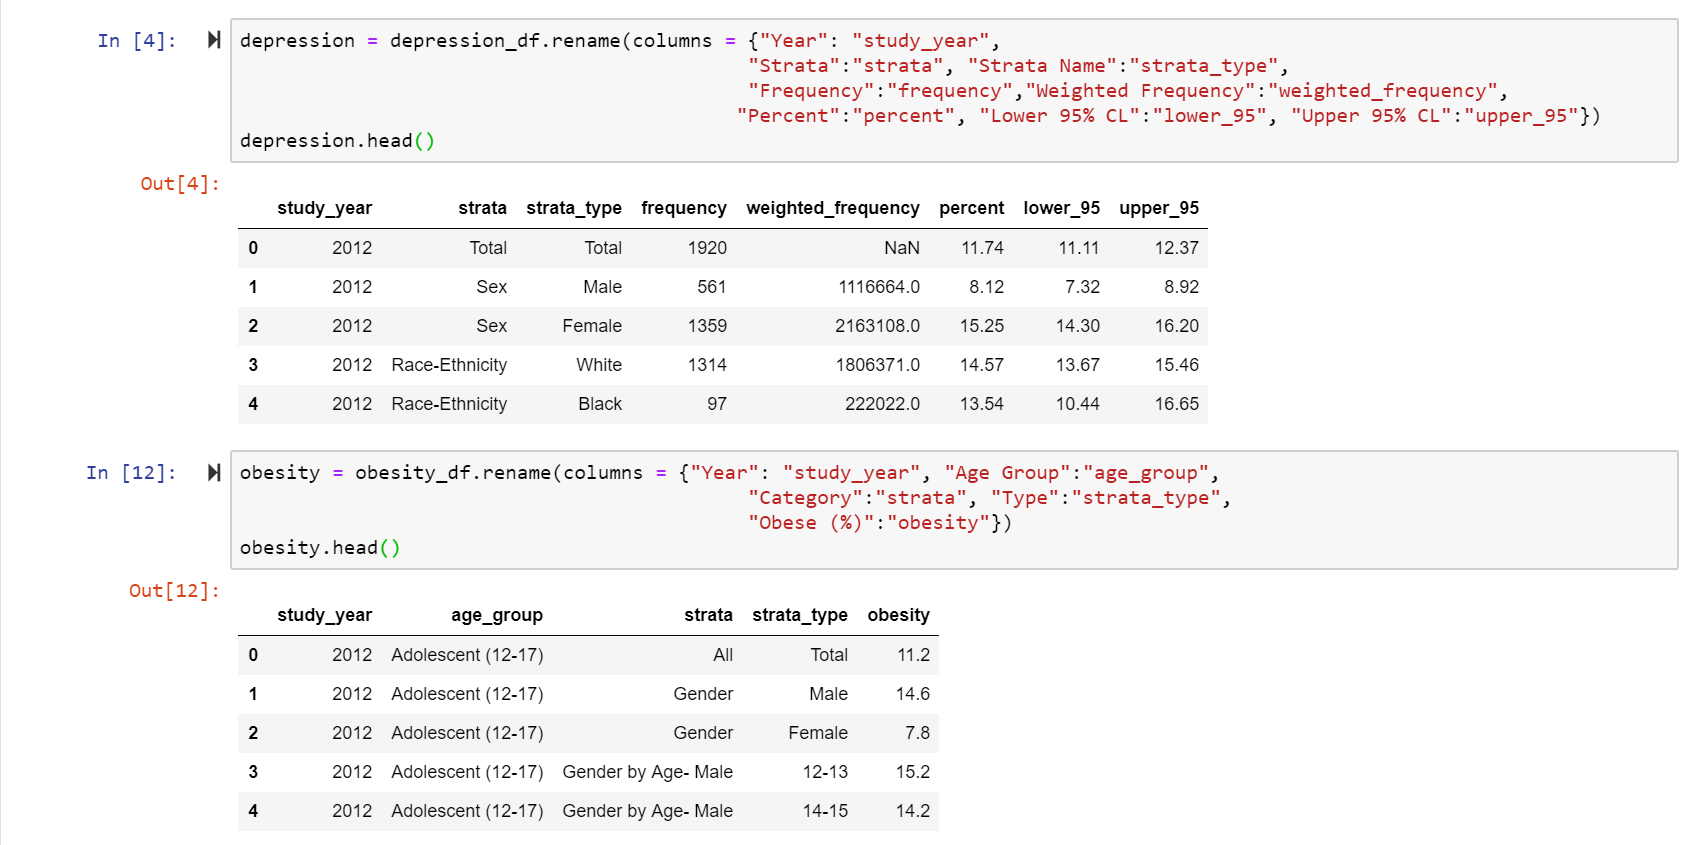 In [4]:
depression = depression_df.rename(columns = {"Year": "study_year",
"Strata":"strata", "Strata Name":"strata_type",
"Frequency":"frequency","Weighted Frequency":"weighted_frequency",
"Percent":"percent", "Lower 95% CL":"lower_95", "Upper 95% CL":"upper_95"})
depression.head()
Out[4]:
study_year strata strata_type frequency weighted_frequency percent lower_95 upper_95
0 2012 Total Total 1920 NaN 11.74 11.11 12.37
1 2012 Sex Male 561 1116664.0 8.12 7.32 8.92
2 2012 Sex Female 1359 2163108.0 15.25 14.30 16.20
3 2012 Race-Ethnicity White 1314 1806371.0 14.57 13.67 15.46
4 2012 Race-Ethnicity Black 97 222022.0 13.54 10.44 16.65
In [12]:
obesity = obesity_df.rename(columns = {"Year": "study_year", "Age Group":"age_group",
"Category":"strata", "Type":"strata_type",
"Obese (%)":"obesity"})
obesity.head()
Out[12]:
study_year age_group strata strata_type obesity
0 2012 Adolescent (12-17) All Total 11.2
1 2012 Adolescent (12-17) Gender Male 14.6
2 2012 Adolescent (12-17) Gender Female 7.8
3 2012 Adolescent (12-17) Gender by Age- Male 12-13 15.2
4 2012 Adolescent (12-17) Gender by Age- Male 14-15 14.2